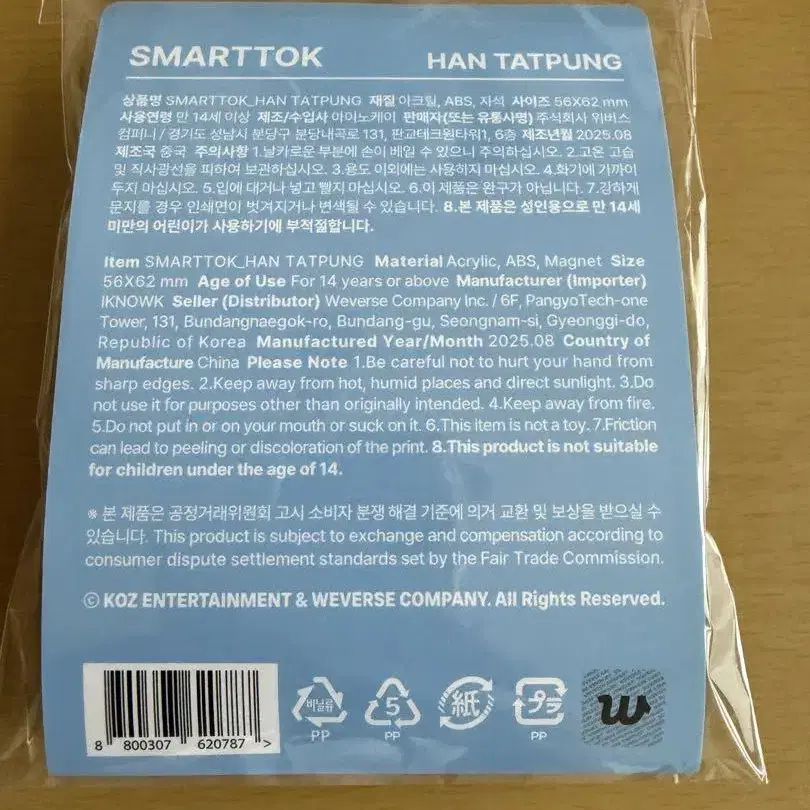 SMARTTOK HAN TATPUNG
상품명 SMARTTOK_HAN TATPUNG 재질 아크릴, ABS, 자석 사이즈 56X62 mm
사용연령 만 14세 이상 제조/수입사 아이노케이 판매자(또는 유통사명) 주식회사 위버스
컴퍼니 / 경기도 성남시 분당구 분당내곡로 131, 판교테크원타워1, 6층 제조년월 2025.08
제조국 중국 주의사항 1.날카로운 부분에 손이 베일 수 있으니 주의하십시오. 2.고온 고습
및 직사광선을 피하여 보관하십시오. 3.용도 이외에는 사용하지 마십시오. 4.화기에 가까이
두지 마십시오. 5.입에 대거나 넣고 빨지 마십시오. 6.이 제품은 완구가 아닙니다. 7.강하게
문지를 경우 인쇄면이 벗겨지거나 변색될 수 있습니다. 8.본 제품은 성인용으로 만 14세
미만의 어린이가 사용하기에 부적절합니다.
Item SMARTTOK_HAN TATPUNG Material Acrylic, ABS, Magnet Size
56X62 mm Age of Use For 14 years or above Manufacturer (Importer)
IKNOWK Seller (Distributor) Weverse Company Inc. / 6F, PangyoTech-one
Tower, 131, Bundangnaegok-ro, Bundang-gu, Seongnam-si, Gyeonggi-do,
Republic of Korea Manufactured Year/Month 2025.08 Country of
Manufacture China Please Note 1.Be careful not to hurt your hand from
sharp edges. 2.Keep away from hot, humid places and direct sunlight. 3.Do
not use it for purposes other than originally intended. 4.Keep away from fire.
5.Do not put in or on your mouth or suck on it. 6.This item is not a toy. 7.Friction
can lead to peeling or discoloration of the print. 8.This product is not suitable
for children under the age of 14.
※ 본 제품은 공정거래위원회 고시 소비자 분쟁 해결 기준에 의거 교환 및 보상을 받으실 수
있습니다. This product is subject to exchange and compensation according to
consumer dispute settlement standards set by the Fair Trade Commission.
© KOZ ENTERTAINMENT & WEVERSE COMPANY. All Rights Reserved.
8 800307 620787 >
비닐류 5 紙 プラ w
PP PP PP